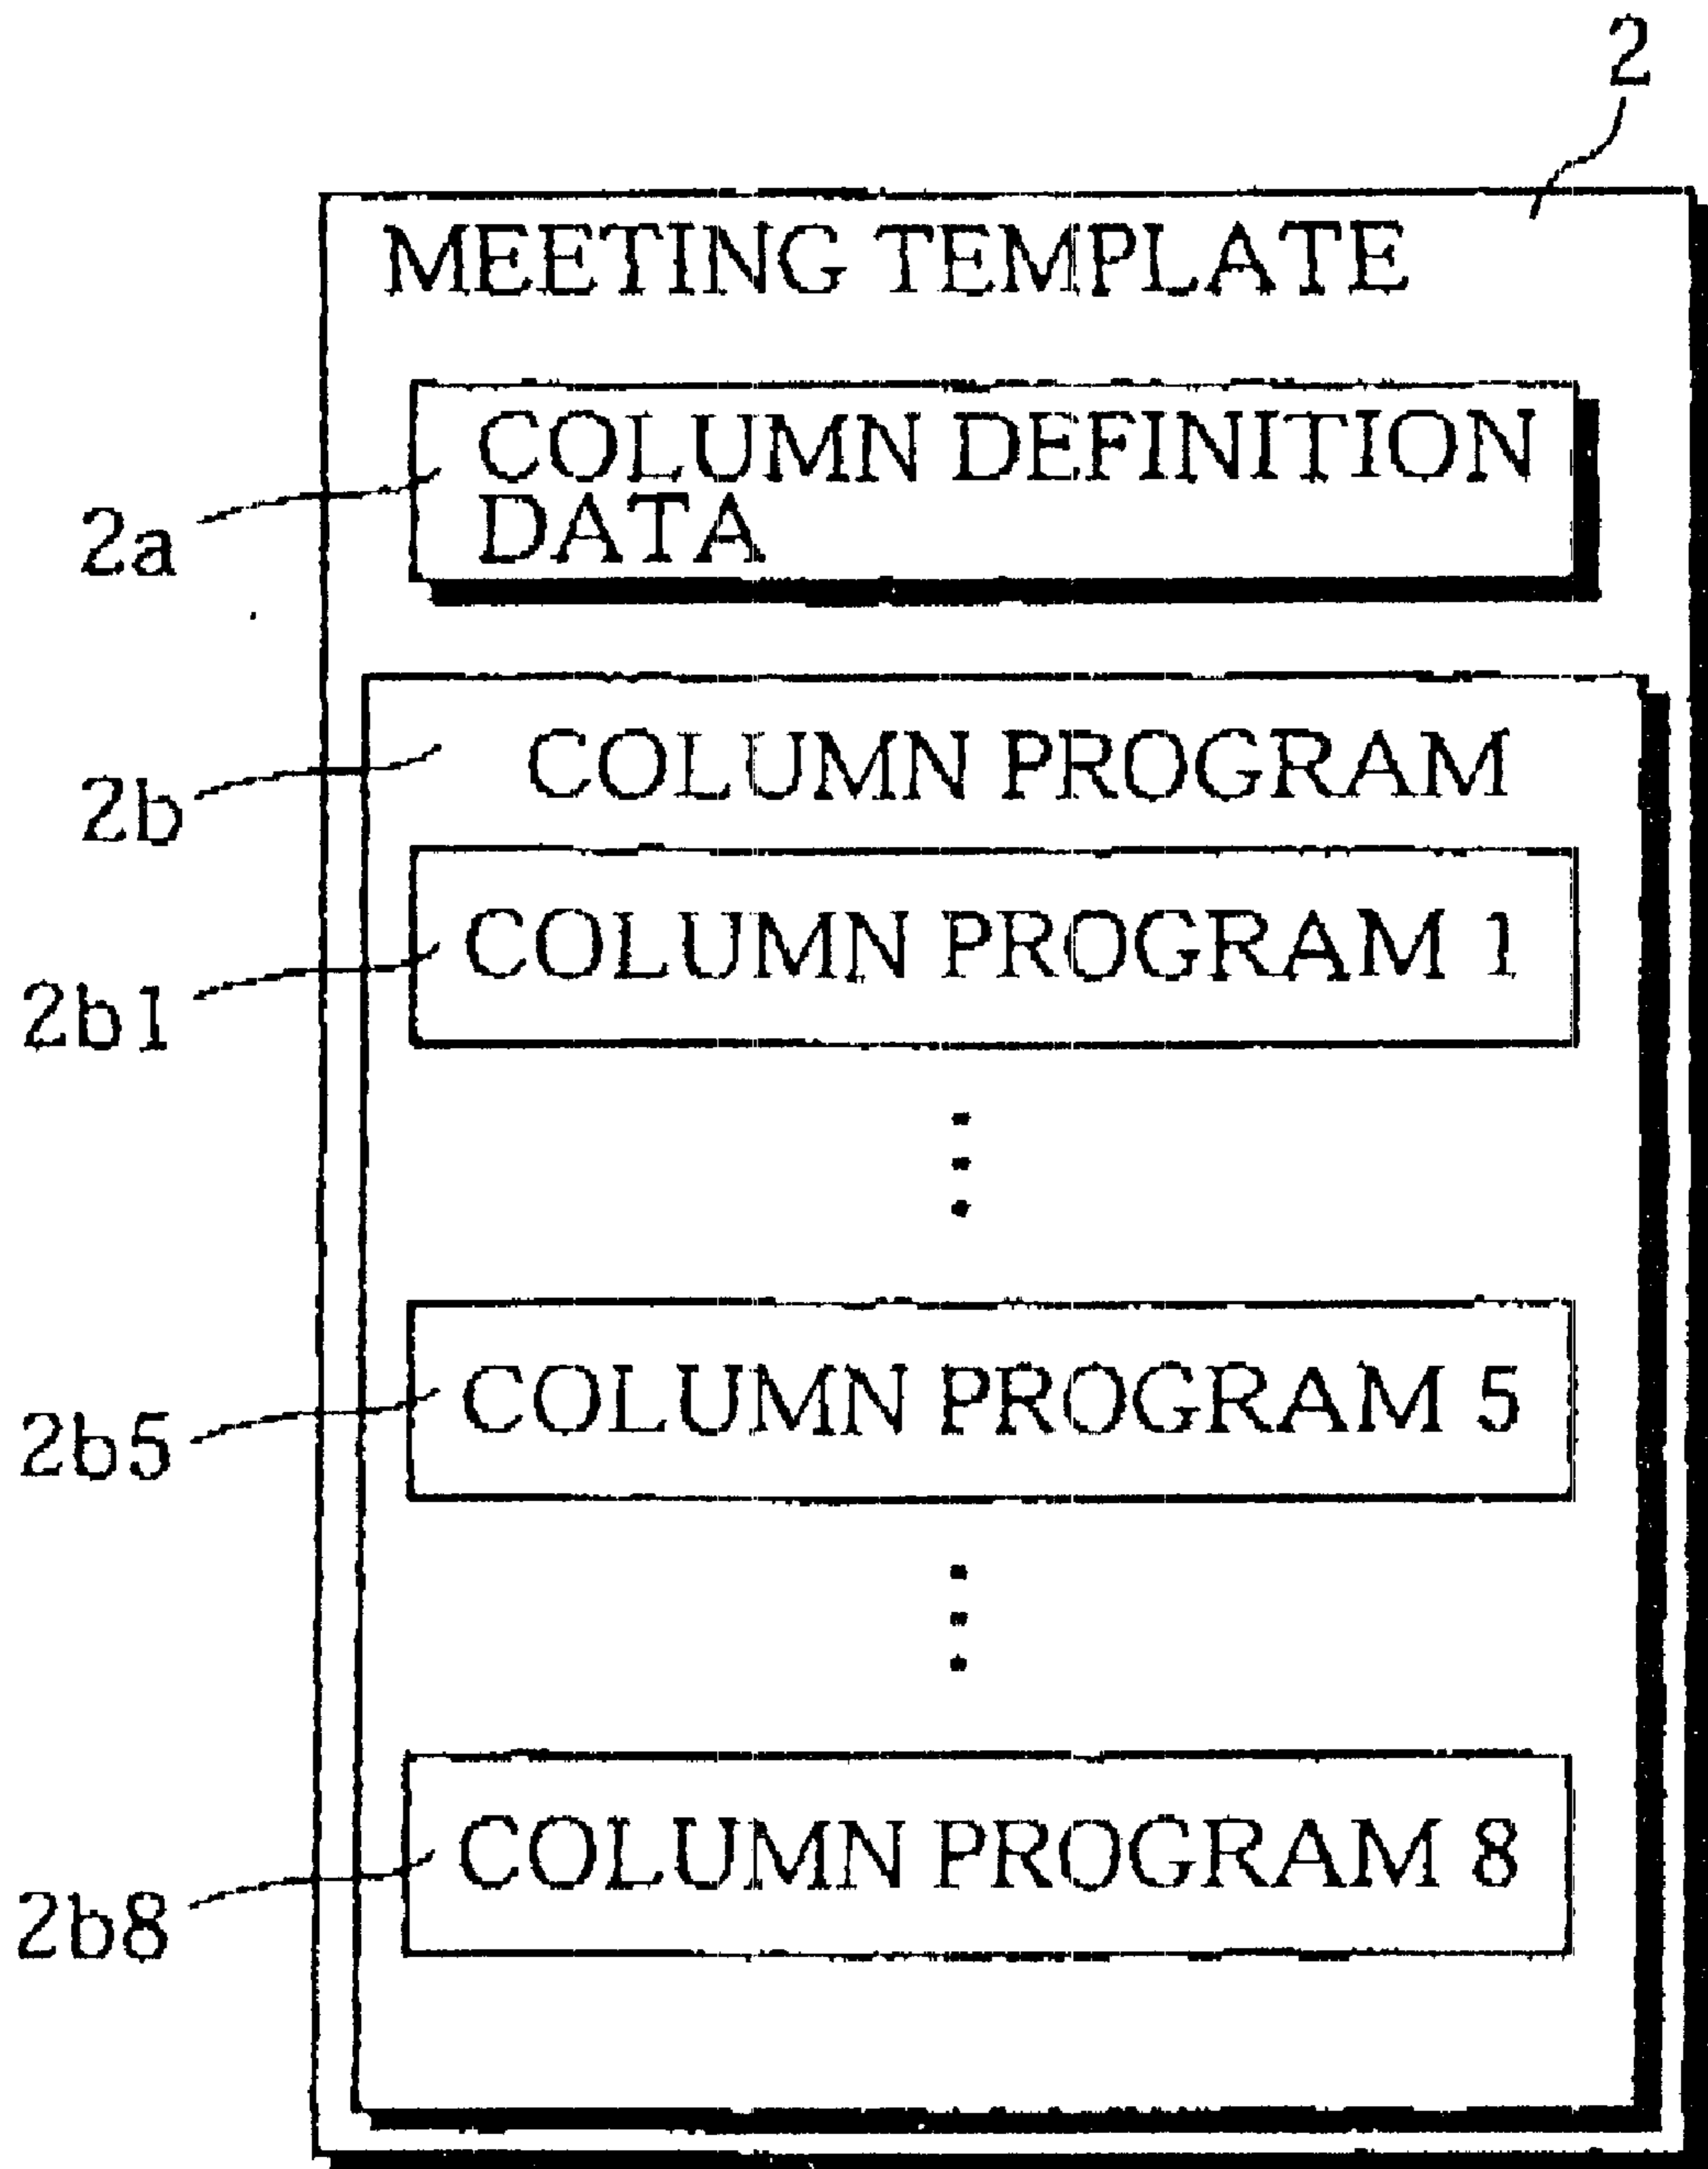 2
MEETING TEMPLATE
COLUMN DEFINITION
DATA
2a
COLUMN PROGRAM
2b
COLUMN PROGRAM 1
2b1
COLUMN PROGRAM 5
2b5
COLUMN PROGRAM 8
2b8